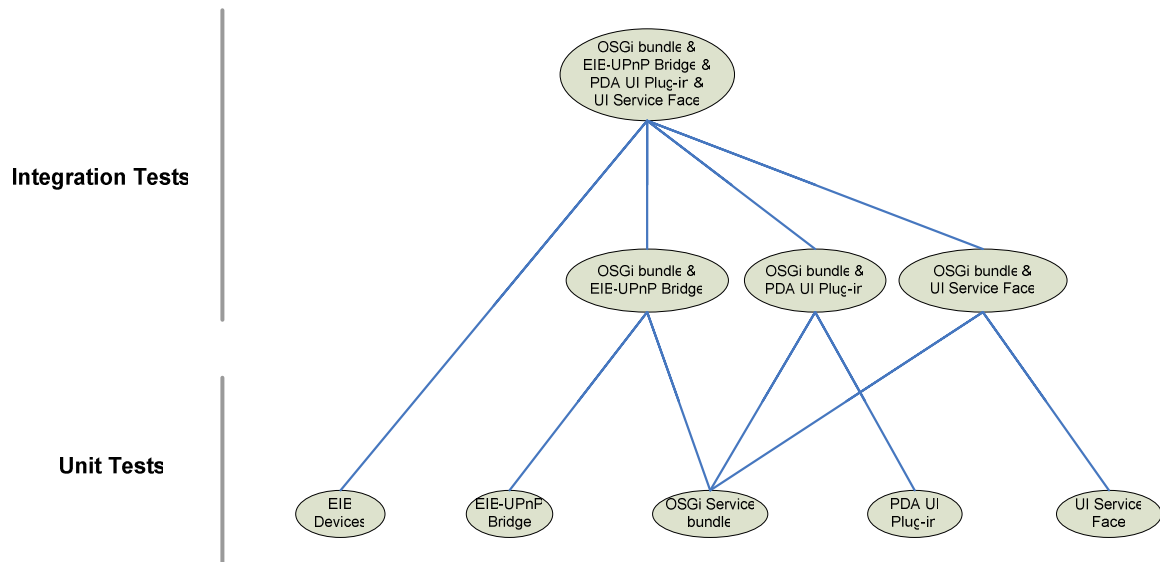 OSGi bundle &
EIE-UPnP Bridge &
PDA UI Plug-in &
UI Service Face
Integration Tests
OSGi bundle &
EIE-UPnP Bridge
OSGi bundle &
PDA UI Plug-in
OSGi bundle &
UI Service Face
Unit Tests
EIE
Devices
EIE-UPnP
Bridge
OSGi Service
bundle
PDA UI
Plug-in
UI Service
Face